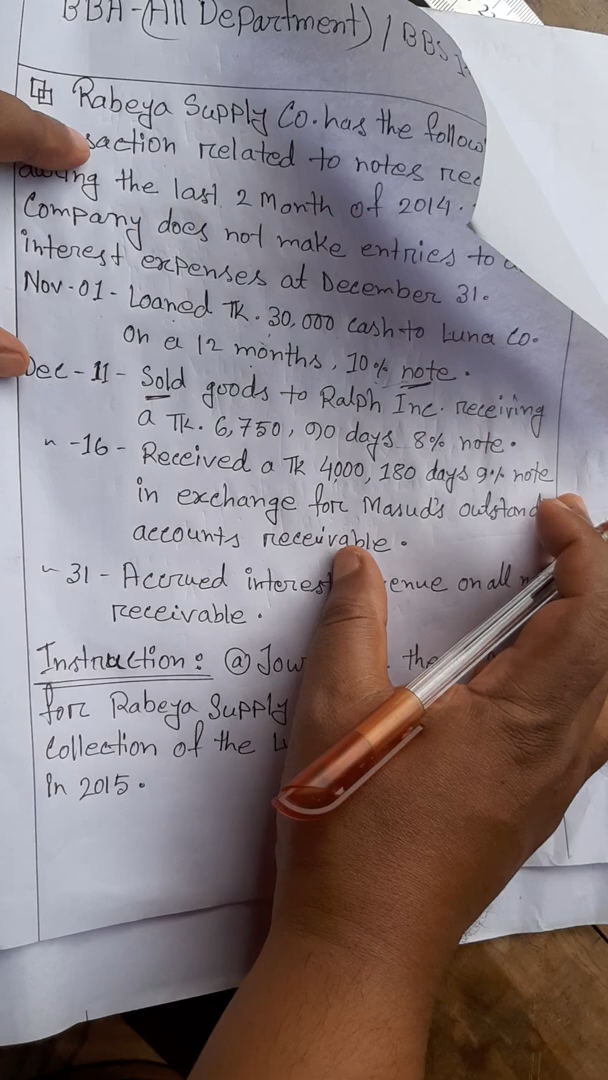 BBA-(All Department) / BBS
Rabeya Supply Co. has the follow
saction related to notes rec
the last 2 Month of 2014.
Company does not make entries to
interest expenses at December 31.
Nov-01- Loaned Tk. 30,000 cash to Luna Co.
on a 12 months, 10% note.
Dec-11- Sold goods to Ralph Inc. receiving
a Tk. 6,750, 90 days 8% note.
" -16- Received a Tk 4000, 180 days 9% note
in exchange for Masud's outstand
accounts receivable.
" 31- Accrued interest enue on all
receivable.
Instruction: @ Jou the
for Rabeya Supply
Collection of the
in 2015.